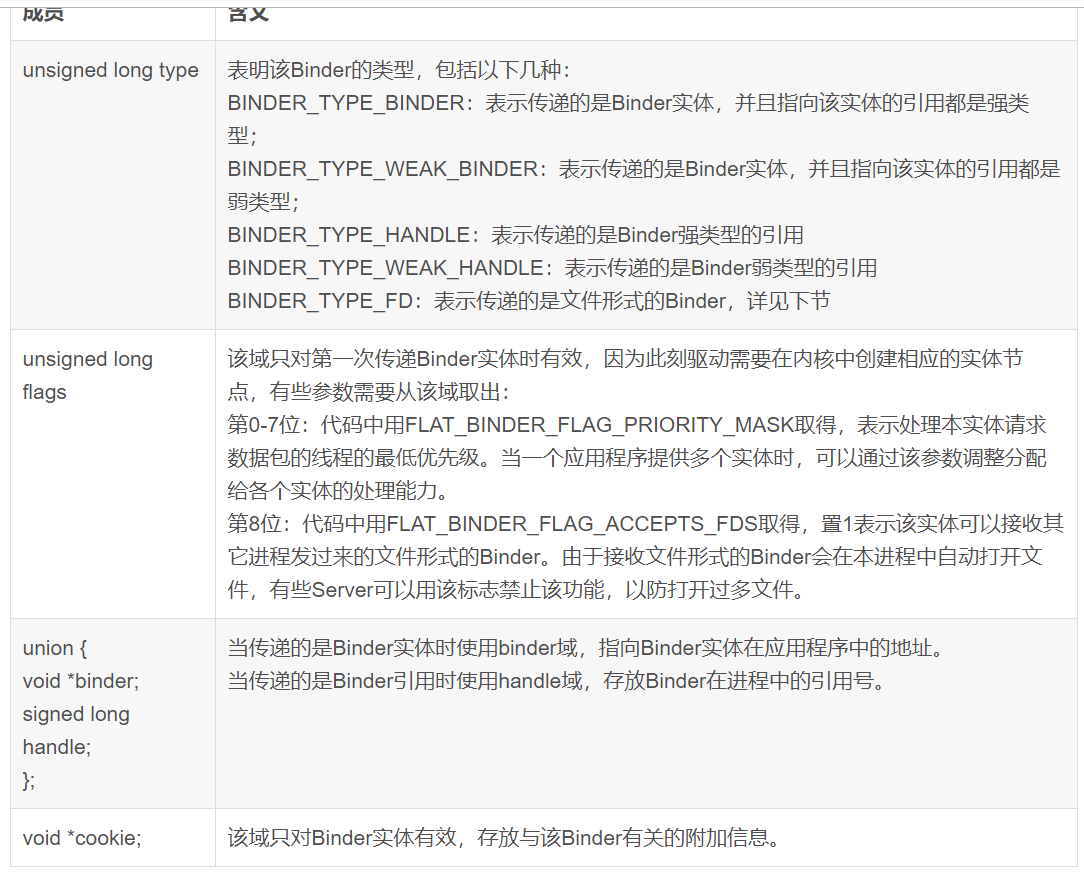 成员
含义
unsigned long type
表明该Binder的类型，包括以下几种：
BINDER_TYPE_BINDER：表示传递的是Binder实体，并且指向该实体的引用都是强类
型；
BINDER_TYPE_WEAK_BINDER：表示传递的是Binder实体，并且指向该实体的引用都是
弱类型；
BINDER_TYPE_HANDLE：表示传递的是Binder强类型的引用
BINDER_TYPE_WEAK_HANDLE：表示传递的是Binder弱类型的引用
BINDER_TYPE_FD：表示传递的是文件形式的Binder，详见下节
unsigned long
flags
该域只对第一次传递Binder实体时有效，因为此刻驱动需要在内核中创建相应的实体节
点，有些参数需要从该域取出：
第0-7位：代码中用FLAT_BINDER_FLAG_PRIORITY_MASK取得，表示处理本实体请求
数据包的线程的最低优先级。当一个应用程序提供多个实体时，可以通过该参数调整分配
给各个实体的处理能力。
第8位：代码中用FLAT_BINDER_FLAG_ACCEPTS_FDS取得，置1表示该实体可以接收其
它进程发过来的文件形式的Binder。由于接收文件形式的Binder会在本进程中自动打开文
件，有些Server可以用该标志禁止该功能，以防打开过多文件。
union {
void *binder;
signed long
handle;
};
当传递的是Binder实体时使用binder域，指向Binder实体在应用程序中的地址。
当传递的是Binder引用时使用handle域，存放Binder在进程中的引用号。
void *cookie;
该域只对Binder实体有效，存放与该Binder有关的附加信息。